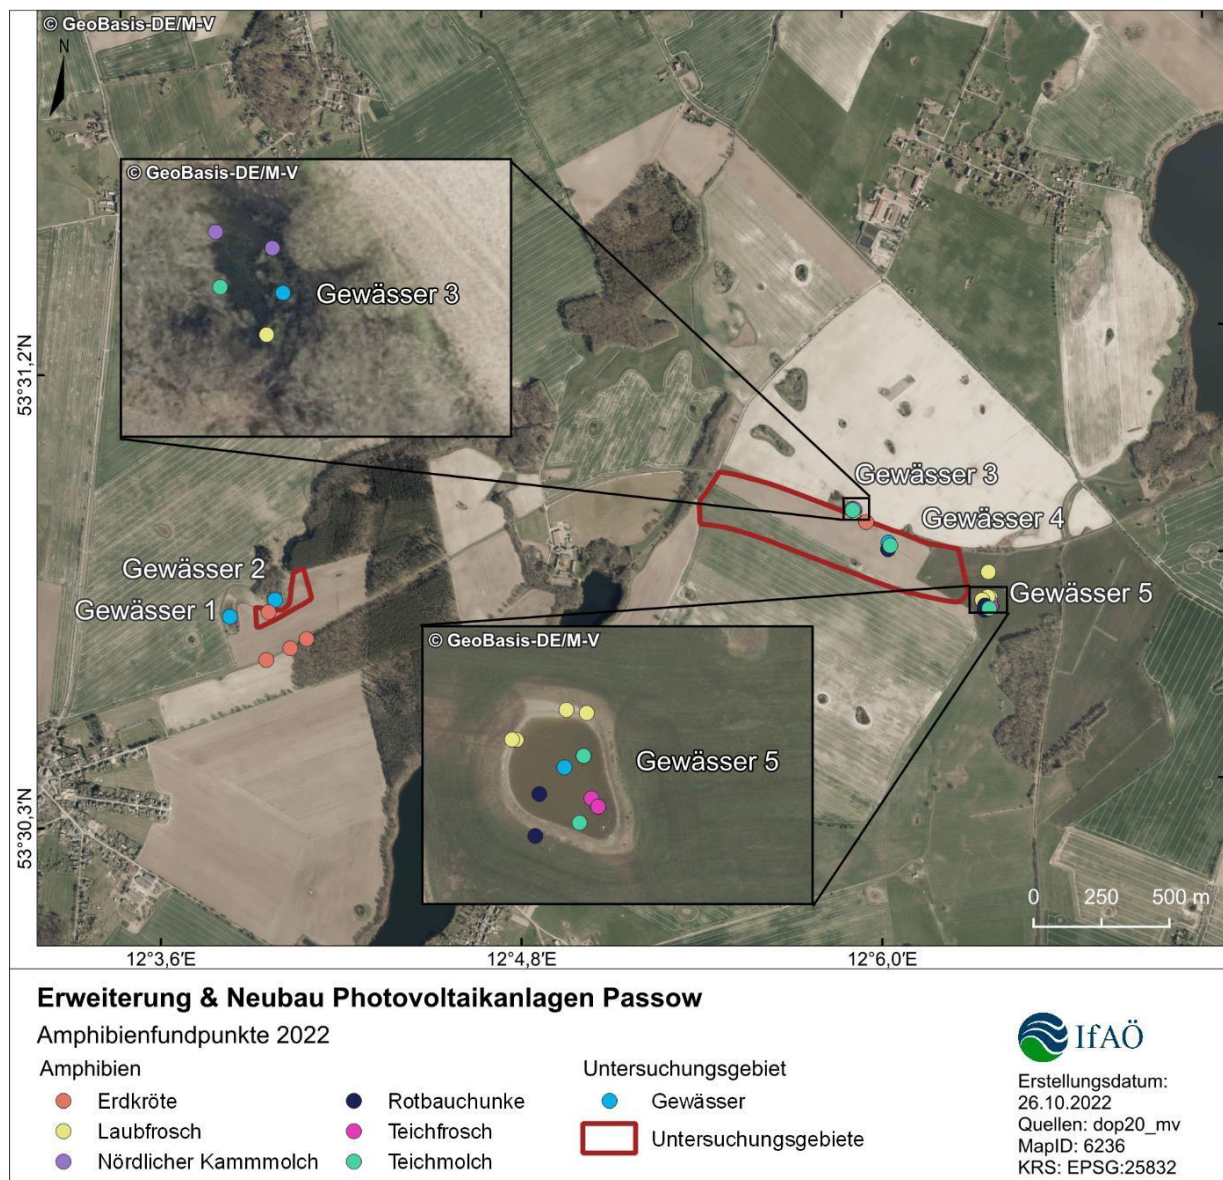 © GeoBasis-DE/M-V
N
© GeoBasis-DE/M-V
Gewässer 3
53°31,2'N
Gewässer 3
Gewässer 4
Gewässer 2
Gewässer 1
Gewässer 5
© GeoBasis-DE/M-V
Gewässer 5
53°30,3'N
0 250 500 m
12°3,6'E 12°4,8'E 12°6,0'E
Erweiterung & Neubau Photovoltaikanlagen Passow
Amphibienfundpunkte 2022
Amphibien
Erdkröte
Laubfrosch
Nördlicher Kammmolch
Rotbauchunke
Teichfrosch
Teichmolch
Untersuchungsgebiet
Gewässer
Untersuchungsgebiete
IfAÖ
Erstellungsdatum:
26.10.2022
Quellen: dop20_mv
MapID: 6236
KRS: EPSG:25832